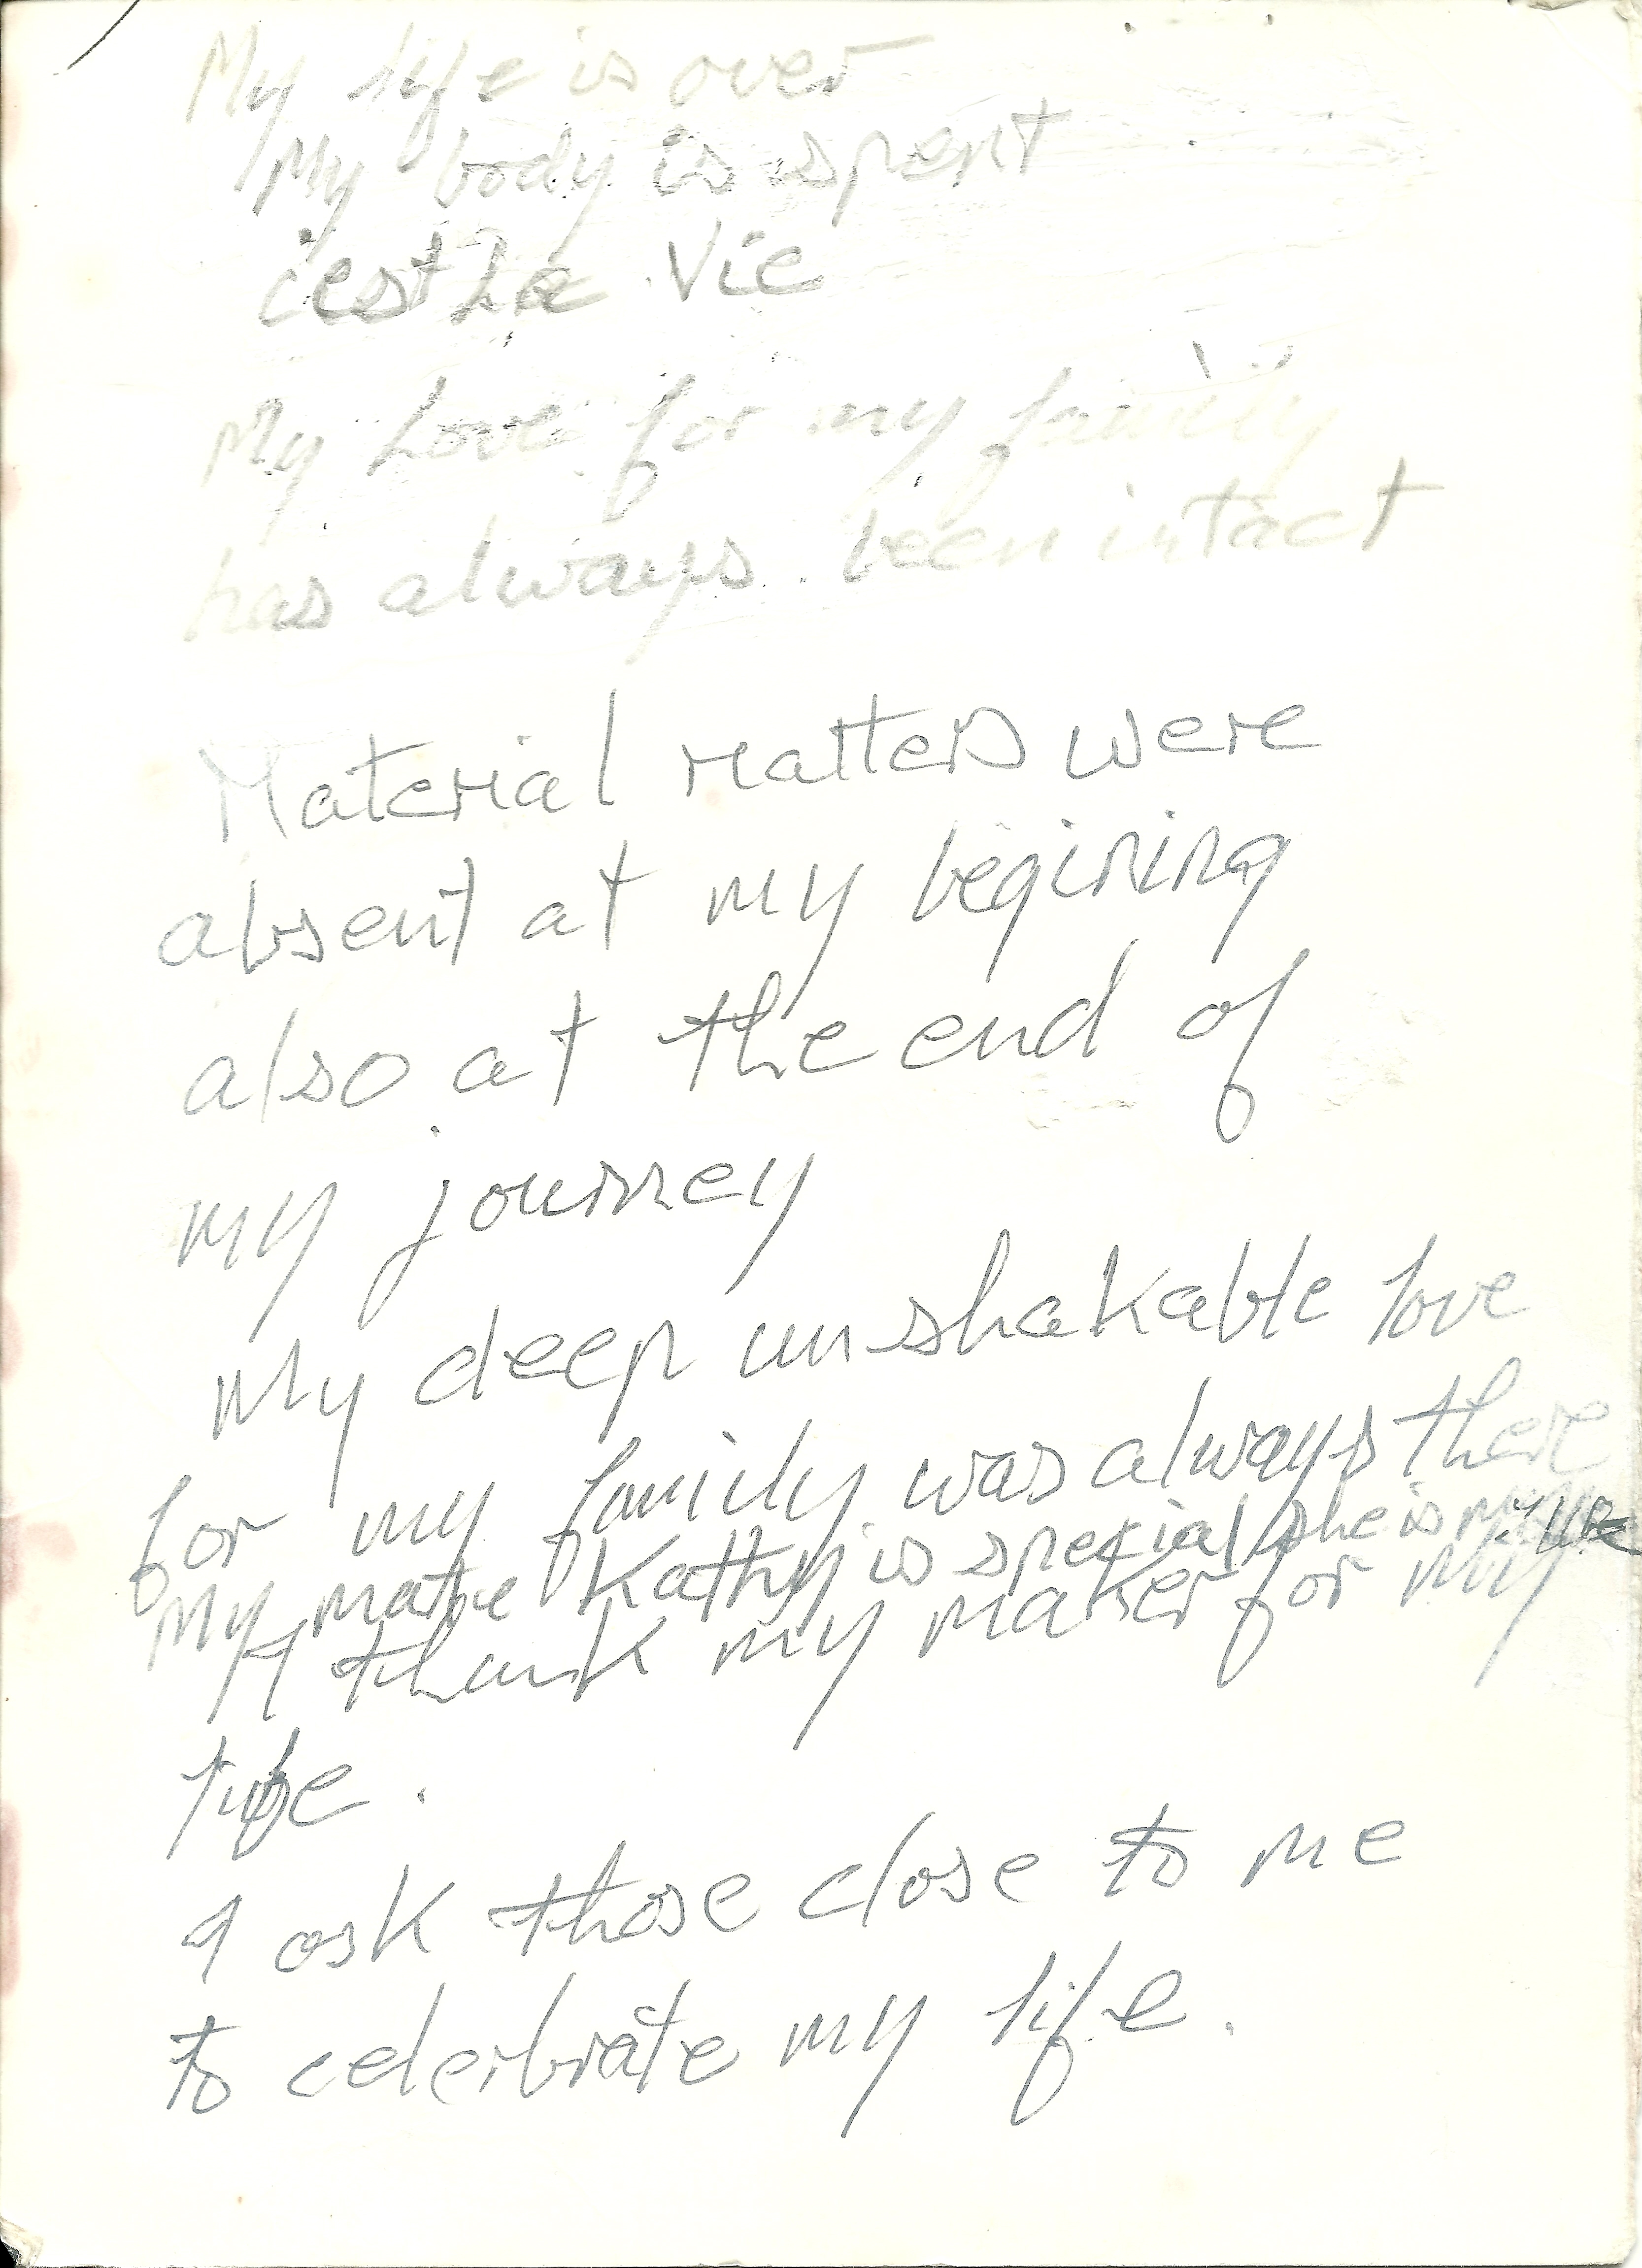 My life is over
My body is spent
c'est La Vie
My Love for my family
has always been intact
Material matters were
absent at my begining
also at the end of
my journey
My deep unshakable love
for my family was always there
My mate Kathy is special she is my
I thank my maker for my
life.
I ask those close to me
to celerbrate my life.